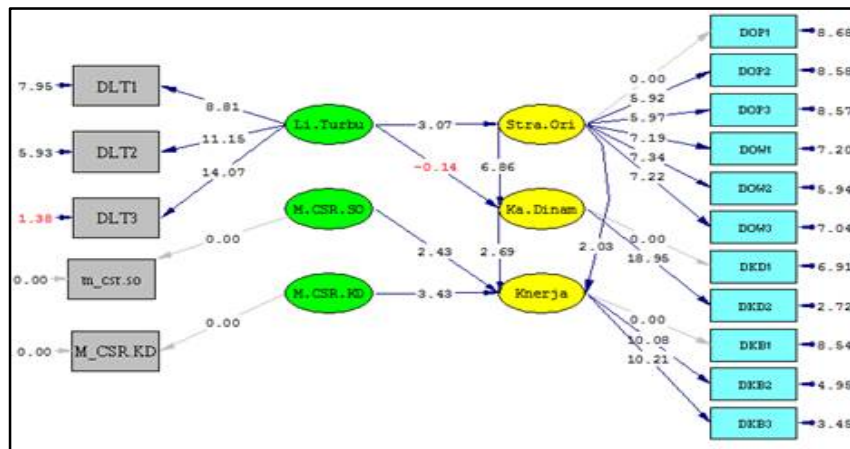 DOP1
8.68
7.95
DLT1
8.81
0.00
DOP2
8.58
5.92
DOP3
8.57
5.97
5.93
DLT2
11.15
Li.Turbu
3.07
Stra.Ori
7.19
DOW1
7.20
14.07
-0.14
6.86
7.34
DOW2
5.94
7.22
1.38
DLT3
M.CSR.SO
Ka.Dinam
DOW3
7.04
0.00
2.43
2.69
2.03
0.00
DKD1
6.91
0.00
m_csr.so
18.95
DKD2
2.72
M.CSR.KD
3.43
Knerja
0.00
0.00
DKB1
8.54
0.00
M_CSR.KD
10.08
10.21
DKB2
4.98
DKB3